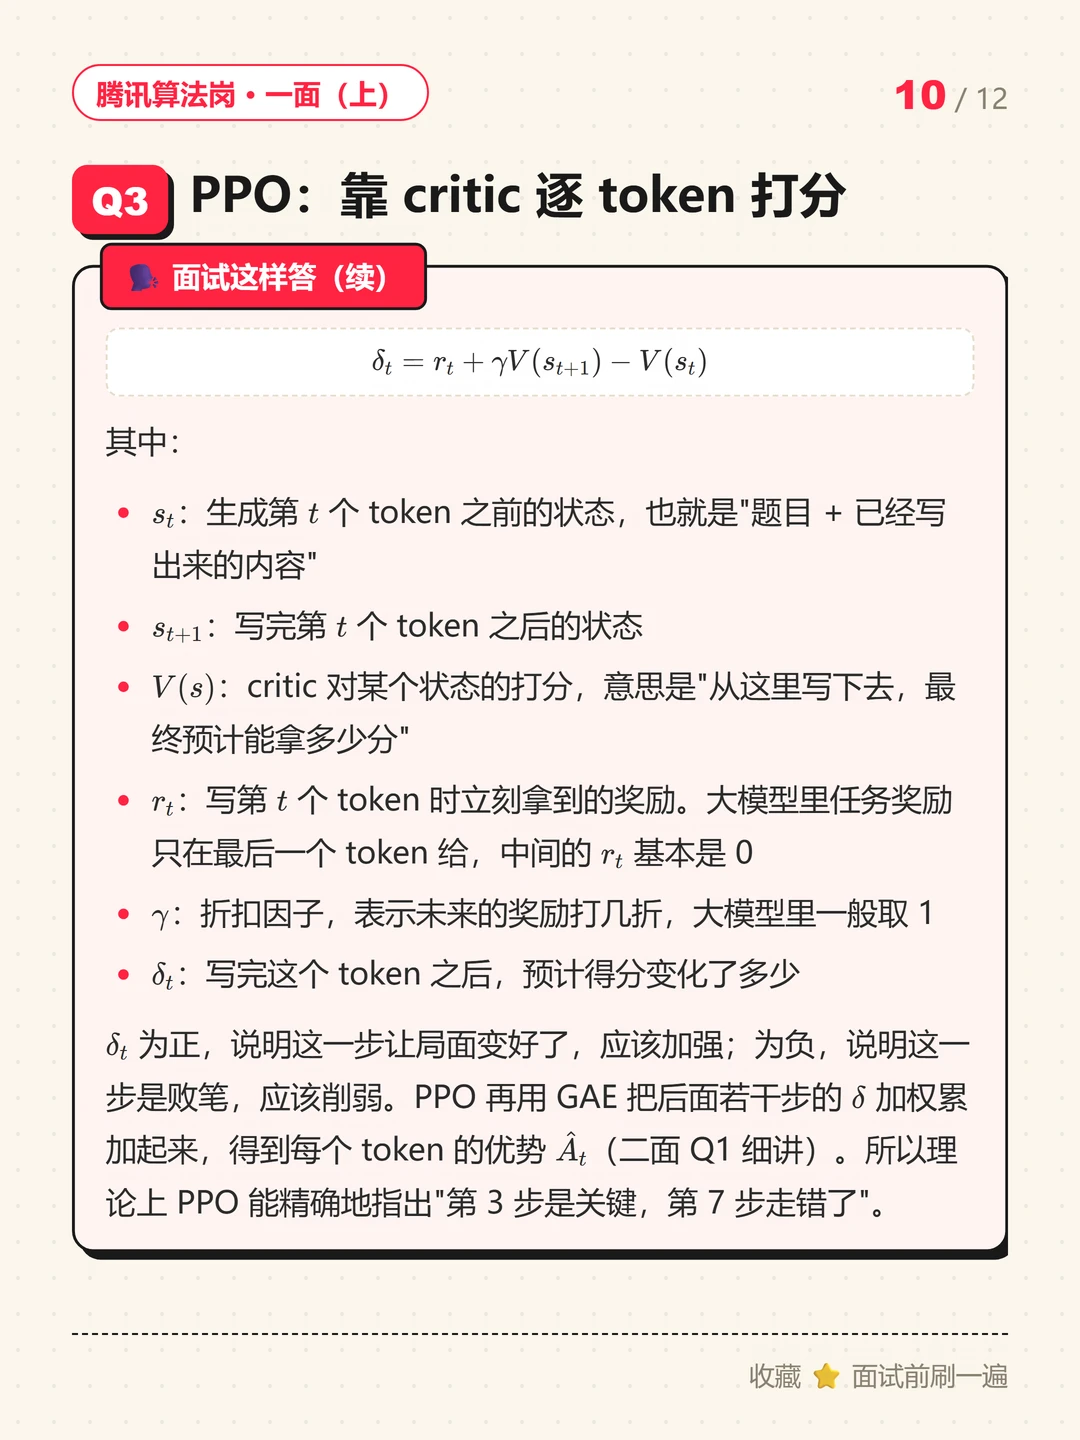 腾讯算法岗·一面（上）
10 / 12
Q3 PPO：靠 critic 逐 token 打分
面试这样答（续）
δ_t = r_t + γV(s_{t+1}) − V(s_t)
其中：
• s_t：生成第 t 个 token 之前的状态，也就是"题目 + 已经写
出来的内容"
• s_{t+1}：写完第 t 个 token 之后的状态
• V(s)：critic 对某个状态的打分，意思是"从这里写下去，最
终预计能拿多少分"
• r_t：写第 t 个 token 时立刻拿到的奖励。大模型里任务奖励
只在最后一个 token 给，中间的 r_t 基本是 0
• γ：折扣因子，表示未来的奖励打几折，大模型里一般取 1
• δ_t：写完这个 token 之后，预计得分变化了多少
δ_t 为正，说明这一步让局面变好了，应该加强；为负，说明这一
步是败笔，应该削弱。PPO 再用 GAE 把后面若干步的 δ 加权累
加起来，得到每个 token 的优势 Â_t（二面 Q1 细讲）。所以理
论上 PPO 能精确地指出"第 3 步是关键，第 7 步走错了"。
收藏 ⭐ 面试前刷一遍